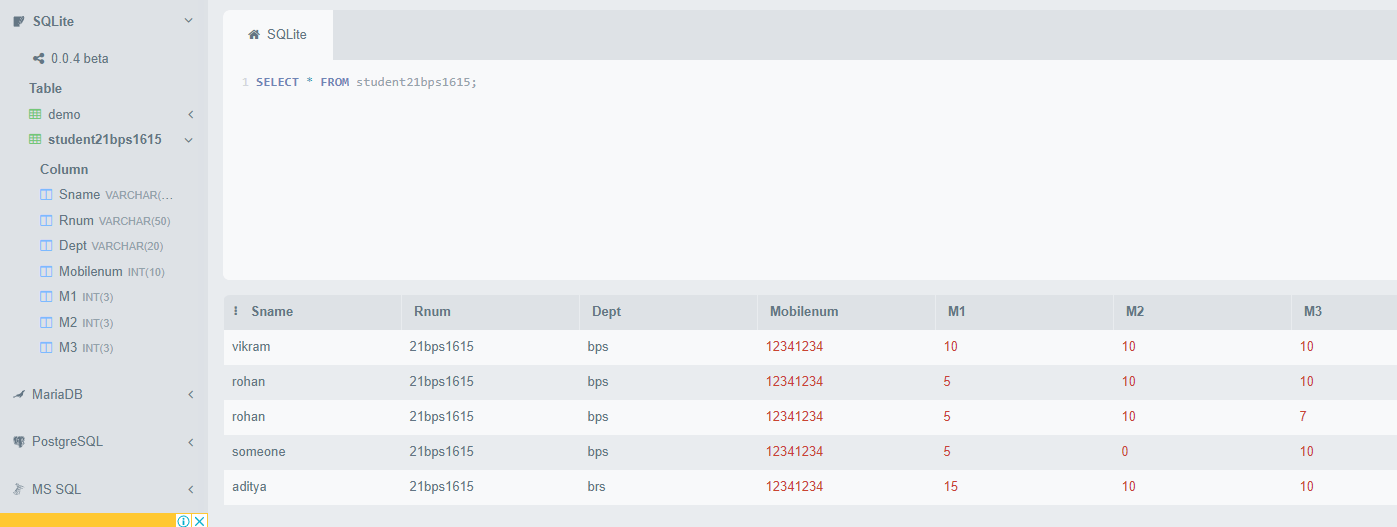 SQLite
0.0.4 beta
Table
demo
student21bps1615
Column
Sname VARCHAR(...
Rnum VARCHAR(50)
Dept VARCHAR(20)
Mobilenum INT(10)
M1 INT(3)
M2 INT(3)
M3 INT(3)
MariaDB
PostgreSQL
MS SQL
SQLite
1 SELECT * FROM student21bps1615;
Sname Rnum Dept Mobilenum M1 M2 M3
vikram 21bps1615 bps 12341234 10 10 10
rohan 21bps1615 bps 12341234 5 10 10
rohan 21bps1615 bps 12341234 5 10 7
someone 21bps1615 bps 12341234 5 0 10
aditya 21bps1615 brs 12341234 15 10 10